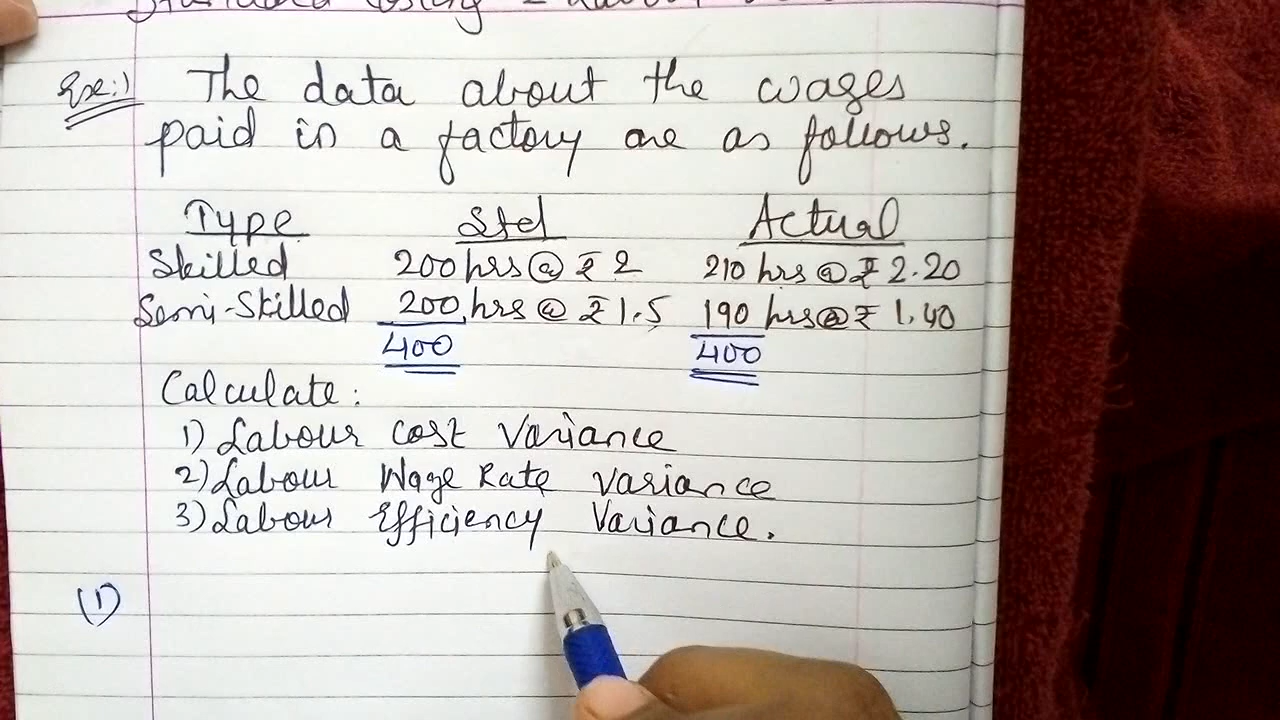 Costing
Ex:1 The data about the wages
paid in a factory are as follows.
Type Std Actual
Skilled 200 hrs @ ₹ 2 210 hrs @ ₹ 2.20
Semi-Skilled 200 hrs @ ₹ 1.5 190 hrs @ ₹ 1.40
400 400
Calculate:
1) Labour Cost Variance
2) Labour Wage Rate Variance
3) Labour Efficiency Variance.
(1)